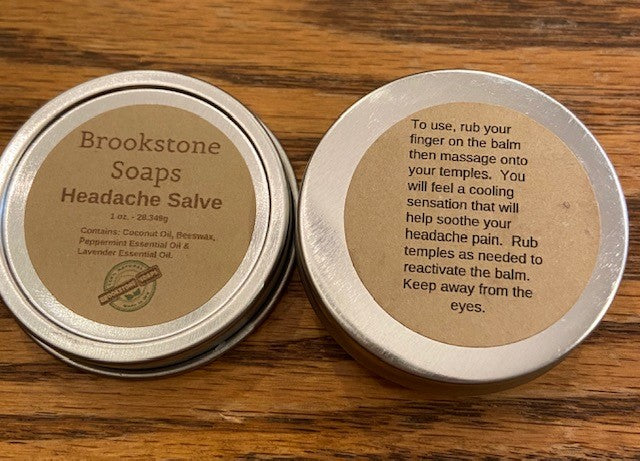 Brookstone
Soaps
Headache Salve
1 oz. - 28.349g
Contains: Coconut Oil, Beeswax,
Peppermint Essential Oil &
Lavender Essential Oil.
To use, rub your
finger on the balm
then massage onto
your temples. You
will feel a cooling
sensation that will
help soothe your
headache pain. Rub
temples as needed to
reactivate the balm.
Keep away from the
eyes.